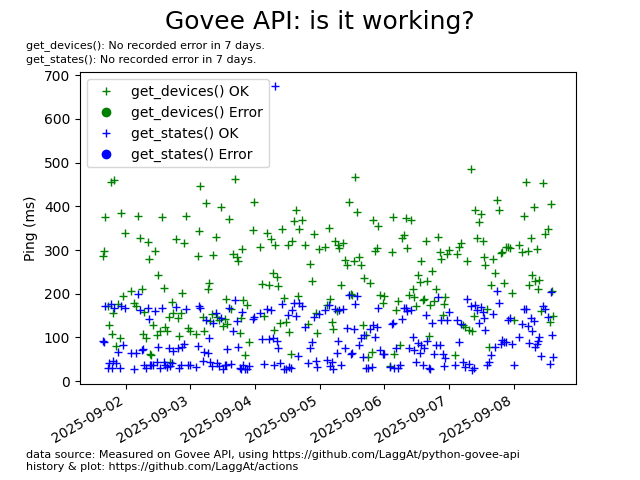 Govee API: is it working?
get_devices(): No recorded error in 7 days.
get_states(): No recorded error in 7 days.
700
600
500
400
300
200
100
0
Ping (ms)
get_devices() OK
get_devices() Error
get_states() OK
get_states() Error
2025-09-02
2025-09-03
2025-09-04
2025-09-05
2025-09-06
2025-09-07
2025-09-08
data source: Measured on Govee API, using https://github.com/LaggAt/python-govee-api
history & plot: https://github.com/LaggAt/actions